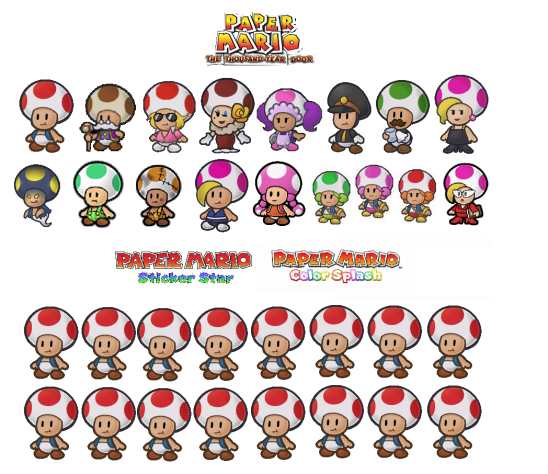 PAPER
MARIO
THE THOUSAND-YEAR DOOR
PAPER MARIO
Sticker Star
PAPER MARIO
Color Splash